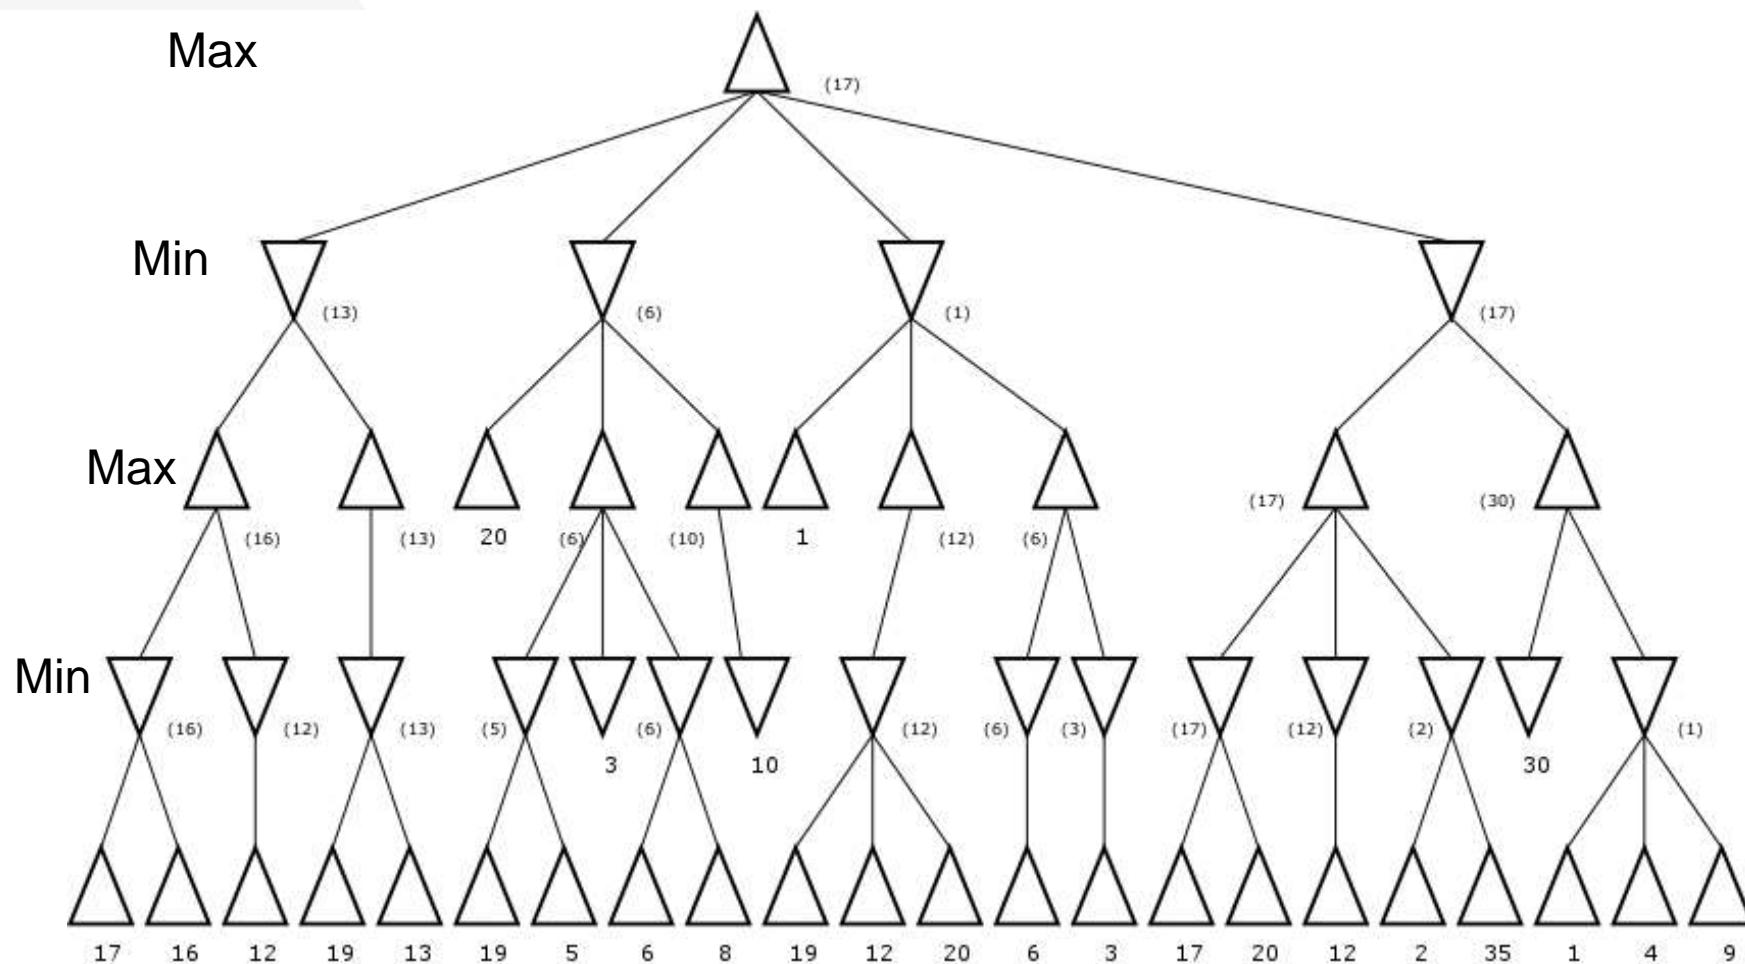 Max
(17)
Min
(13) (6) (1) (17)
Max
(17) (30)
(16) (13) 20 (6) (10) 1 (12) (6)
Min
(16) (12) (13) (5) (6) (12) (6) (3) (17) (12) (2) (1)
3 10 30
17 16 12 19 13 19 5 6 8 19 12 20 6 3 17 20 12 2 35 1 4 9